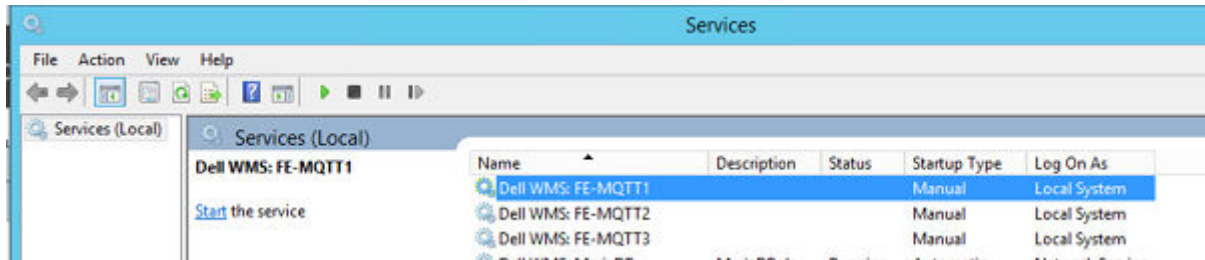 Services
File Action View Help
Services (Local)
Services (Local)
Dell WMS: FE-MQTT1
Start the service
Name Description Status Startup Type Log On As
Dell WMS: FE-MQTT1 Manual Local System
Dell WMS: FE-MQTT2 Manual Local System
Dell WMS: FE-MQTT3 Manual Local System